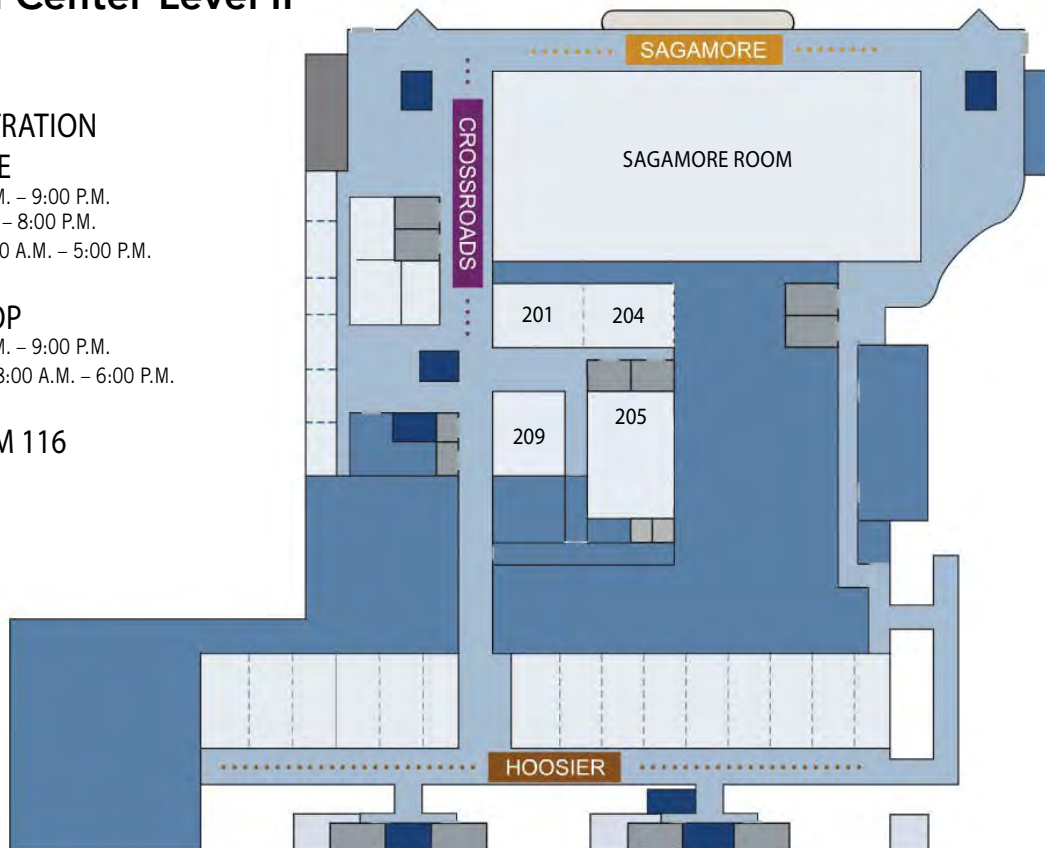 Center Level II
TRATION
E
M. – 9:00 P.M.
– 8:00 P.M.
0 A.M. – 5:00 P.M.
OP
M. – 9:00 P.M.
8:00 A.M. – 6:00 P.M.
M 116
SAGAMORE
CROSSROADS
SAGAMORE ROOM
201
204
205
209
HOOSIER